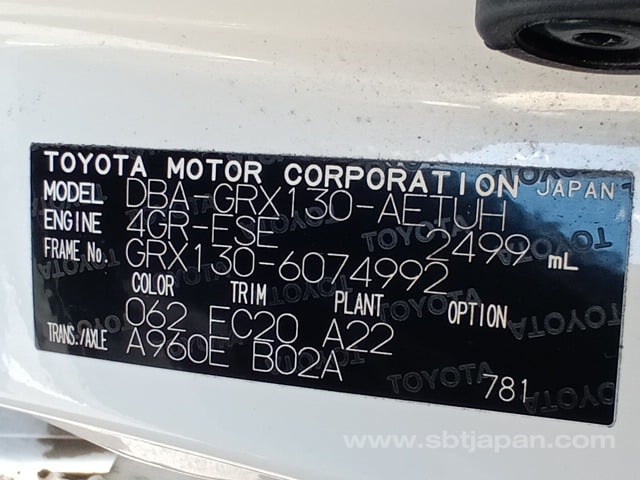 TOYOTA MOTOR CORPORATION JAPAN
MODEL DBA-GRX130-AETUH
ENGINE 4GR-FSE 2499 mL
FRAME No. GRX130-6074992
COLOR TRIM PLANT OPTION
062 FC20 A22
TRANS./AXLE A960E B02A
781
www.sbtjapan.com